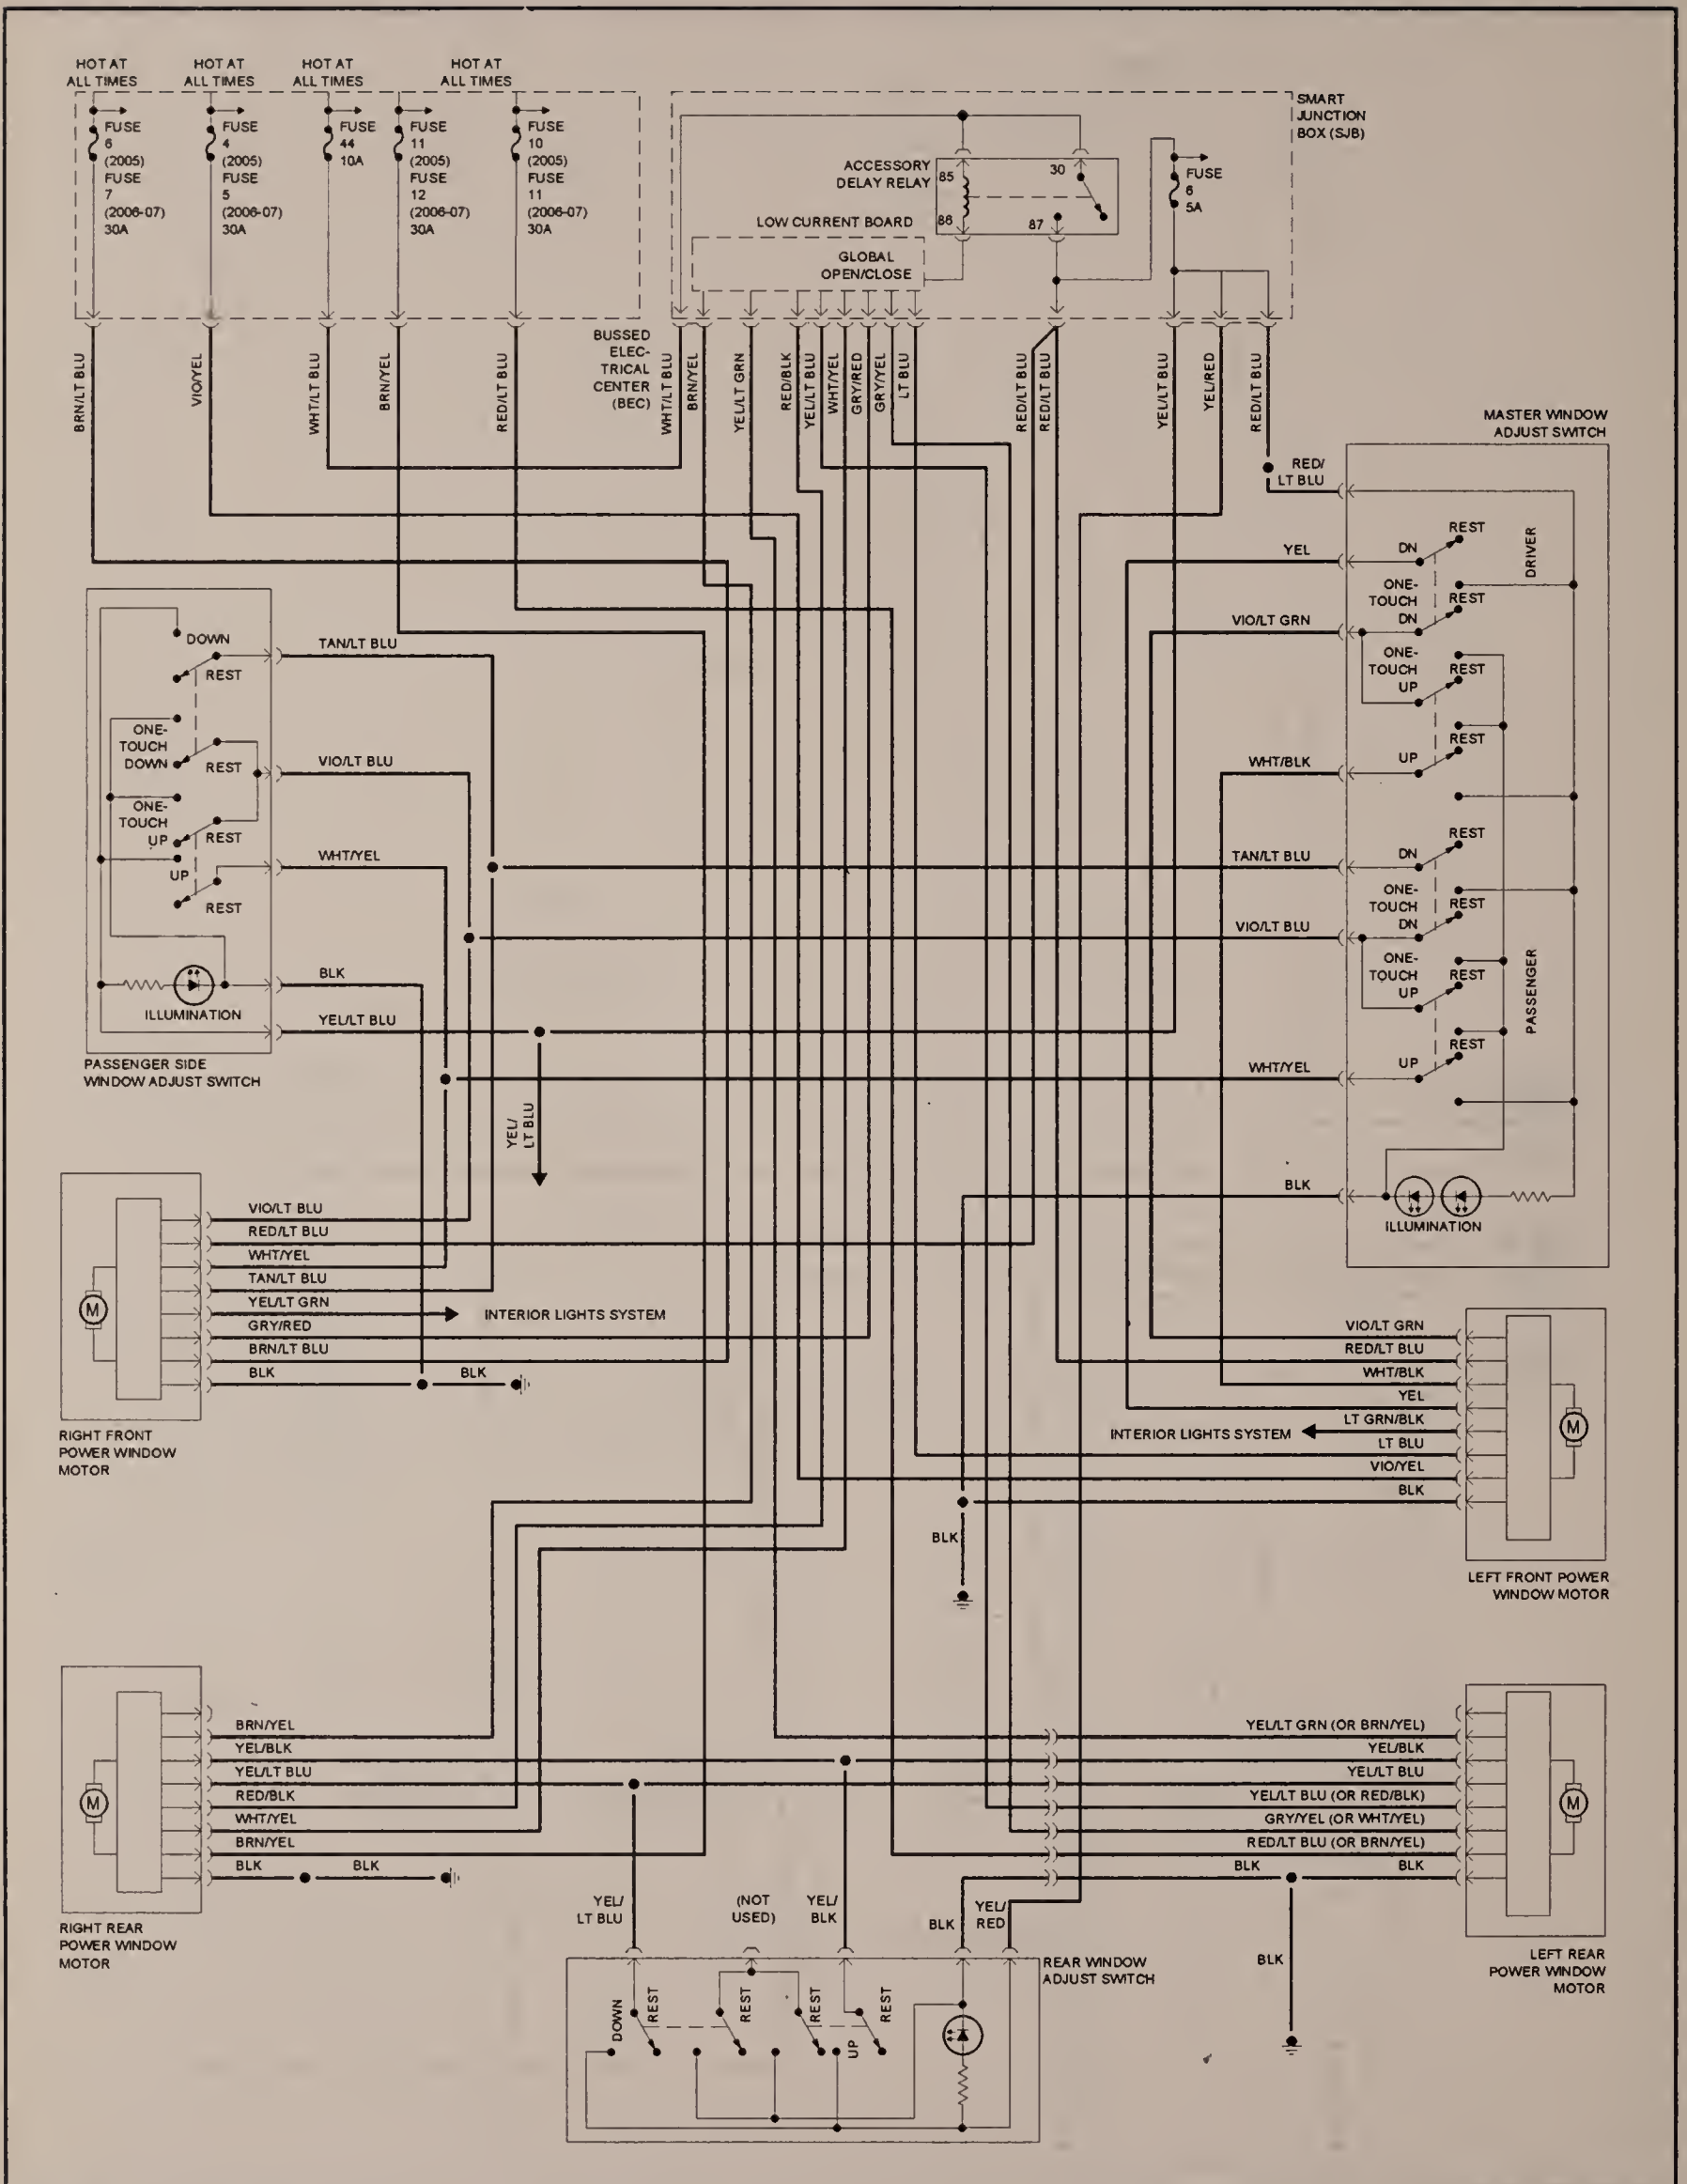 HOT AT
ALL TIMES
HOT AT
ALL TIMES
HOT AT
ALL TIMES
HOT AT
ALL TIMES
FUSE
6
(2005)
FUSE
7
(2006-07)
30A
FUSE
4
(2005)
FUSE
5
(2006-07)
30A
FUSE
44
10A
FUSE
11
(2005)
FUSE
12
(2006-07)
30A
FUSE
10
(2005)
FUSE
11
(2006-07)
30A
SMART
JUNCTION
BOX (SJB)
ACCESSORY
DELAY RELAY
85
30
86
87
FUSE
6
5A
LOW CURRENT BOARD
GLOBAL
OPEN/CLOSE
BUSSED
ELEC-
TRICAL
CENTER
(BEC)
BRN/LT BLU
VIO/YEL
WHT/LT BLU
BRN/YEL
RED/LT BLU
WHT/LT BLU
BRN/YEL
YEL/LT GRN
RED/BLK
YEL/LT BLU
WHT/YEL
GRY/RED
GRY/YEL
LT BLU
RED/LT BLU
RED/LT BLU
YEL/LT BLU
YEL/RED
RED/LT BLU
MASTER WINDOW
ADJUST SWITCH
RED/
LT BLU
YEL
VIO/LT GRN
WHT/BLK
TAN/LT BLU
VIO/LT BLU
WHT/YEL
BLK
REST
DN
DRIVER
ONE-
TOUCH
DN
REST
ONE-
TOUCH
UP
REST
REST
UP
REST
DN
ONE-
TOUCH
DN
REST
ONE-
TOUCH
UP
REST
PASSENGER
REST
UP
ILLUMINATION
DOWN
REST
ONE-
TOUCH
DOWN
REST
ONE-
TOUCH
UP
REST
UP
REST
ILLUMINATION
TAN/LT BLU
VIO/LT BLU
WHT/YEL
BLK
YEL/LT BLU
PASSENGER SIDE
WINDOW ADJUST SWITCH
YEL/
LT BLU
VIO/LT BLU
RED/LT BLU
WHT/YEL
TAN/LT BLU
YEL/LT GRN
INTERIOR LIGHTS SYSTEM
GRY/RED
BRN/LT BLU
BLK
BLK
M
RIGHT FRONT
POWER WINDOW
MOTOR
VIO/LT GRN
RED/LT BLU
WHT/BLK
YEL
LT GRN/BLK
INTERIOR LIGHTS SYSTEM
LT BLU
VIO/YEL
BLK
M
BLK
LEFT FRONT POWER
WINDOW MOTOR
BRN/YEL
YEL/BLK
YEL/LT BLU
RED/BLK
WHT/YEL
BRN/YEL
BLK
BLK
M
RIGHT REAR
POWER WINDOW
MOTOR
YEL/LT GRN (OR BRN/YEL)
YEL/BLK
YEL/LT BLU
YEL/LT BLU (OR RED/BLK)
GRY/YEL (OR WHT/YEL)
RED/LT BLU (OR BRN/YEL)
BLK
BLK
M
BLK
LEFT REAR
POWER WINDOW
MOTOR
YEL/
LT BLU
(NOT
USED)
YEL/
BLK
BLK
YEL/
RED
REAR WINDOW
ADJUST SWITCH
DOWN
REST
REST
REST
UP
REST